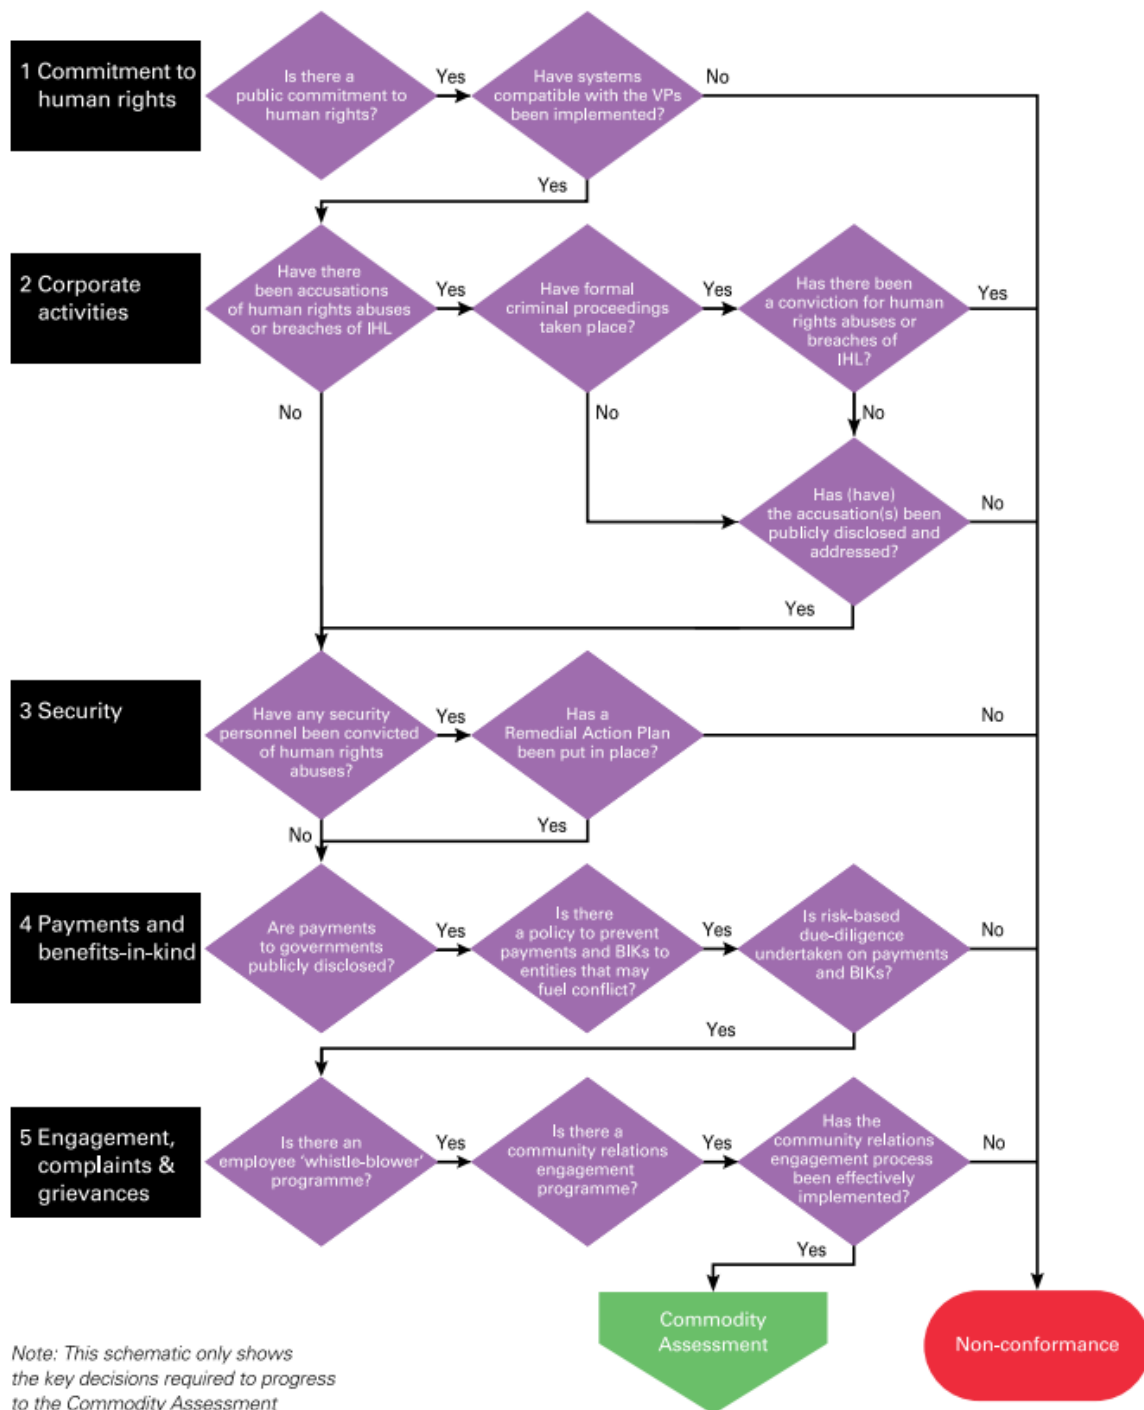 1 Commitment to
human rights
Is there a
public commitment to
human rights?
Yes
Have systems
compatible with the VPs
been implemented?
No
Yes
2 Corporate
activities
Have there
been accusations
of human rights abuses
or breaches of IHL
Yes
Have formal
criminal proceedings
taken place?
Yes
Has there been
a conviction for human
rights abuses or
breaches of
IHL?
Yes
No
No
No
Has (have)
the accusation(s) been
publicly disclosed and
addressed?
No
Yes
3 Security
Have any security
personnel been convicted
of human rights
abuses?
Yes
Has a
Remedial Action Plan
been put in place?
No
No
Yes
4 Payments and
benefits-in-kind
Are payments
to governments
publicly disclosed?
Yes
Is there
a policy to prevent
payments and BIKs to
entities that may
fuel conflict?
Yes
Is risk-based
due-diligence
undertaken on payments
and BIKs?
No
Yes
5 Engagement,
complaints &
grievances
Is there an
employee ‘whistle-blower’
programme?
Yes
Is there a
community relations
engagement
programme?
Yes
Has the
community relations
engagement process
been effectively
implemented?
No
Yes
Commodity
Assessment
Non-conformance
Note: This schematic only shows
the key decisions required to progress
to the Commodity Assessment